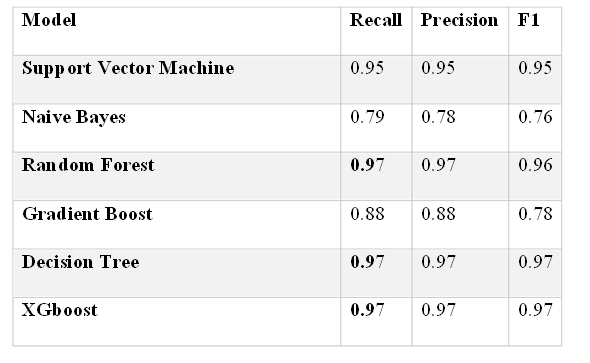 Model Recall Precision F1
Support Vector Machine 0.95 0.95 0.95
Naive Bayes 0.79 0.78 0.76
Random Forest 0.97 0.97 0.96
Gradient Boost 0.88 0.88 0.78
Decision Tree 0.97 0.97 0.97
XGboost 0.97 0.97 0.97